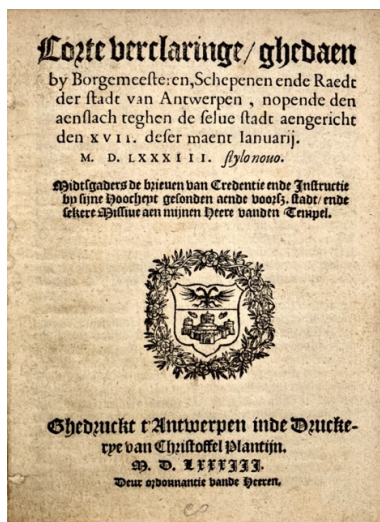 Corte verclaringe/ ghedaen
by Borgemeesteren, Schepenen ende Raedt
der stadt van Antwerpen , nopende den
aenslach teghen de selue stadt aengericht
den XVII. deser maent Ianuarij.
M. D. LXXXIII. stylo nouo.
Midtsgaders de brieuen van Credentie ende Instructie
by sijne Hoocheyt gesonden aende voorsz. stadt/ ende
sekere Missiue aen mijnen Heere vanden Tempel.
Ghedruckt t'Antwerpen inde Drucke-
rye van Christoffel Plantijn.
M. D. LXXXIII.
Deur ordonnantie vande Heeren.